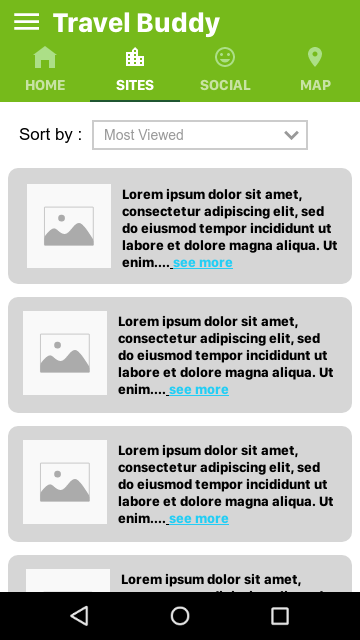 Travel Buddy
HOME SITES SOCIAL MAP
Sort by : Most Viewed
Lorem ipsum dolor sit amet,
consectetur adipiscing elit, sed
do eiusmod tempor incididunt ut
labore et dolore magna aliqua. Ut
enim.... see more
Lorem ipsum dolor sit amet,
consectetur adipiscing elit, sed
do eiusmod tempor incididunt ut
labore et dolore magna aliqua. Ut
enim.... see more
Lorem ipsum dolor sit amet,
consectetur adipiscing elit, sed
do eiusmod tempor incididunt ut
labore et dolore magna aliqua. Ut
enim.... see more
Lorem ipsum dolor sit amet,